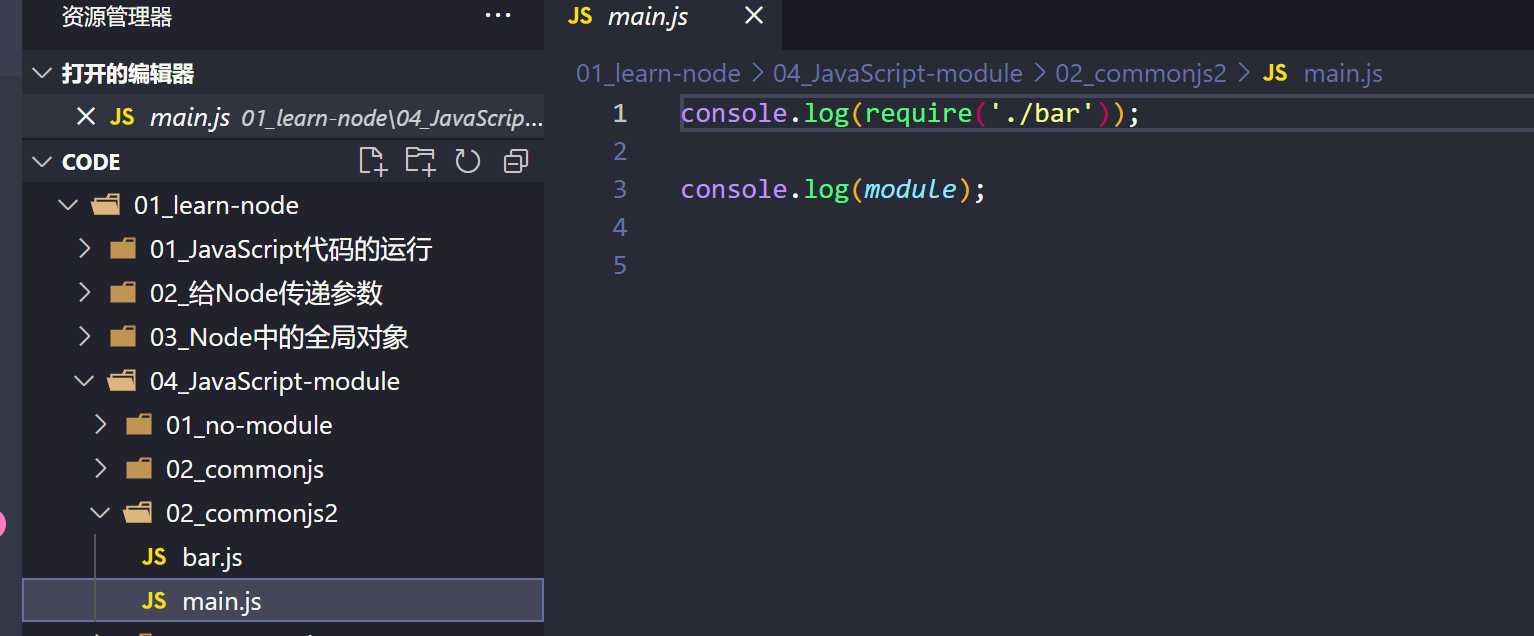 资源管理器
···
打开的编辑器
JS main.js 01_learn-node\04_JavaScrip...
CODE
01_learn-node
01_JavaScript代码的运行
02_给Node传递参数
03_Node中的全局对象
04_JavaScript-module
01_no-module
02_commonjs
02_commonjs2
JS bar.js
JS main.js
JS main.js
01_learn-node > 04_JavaScript-module > 02_commonjs2 > JS main.js
1 console.log(require('./bar'));
2
3 console.log(module);
4
5